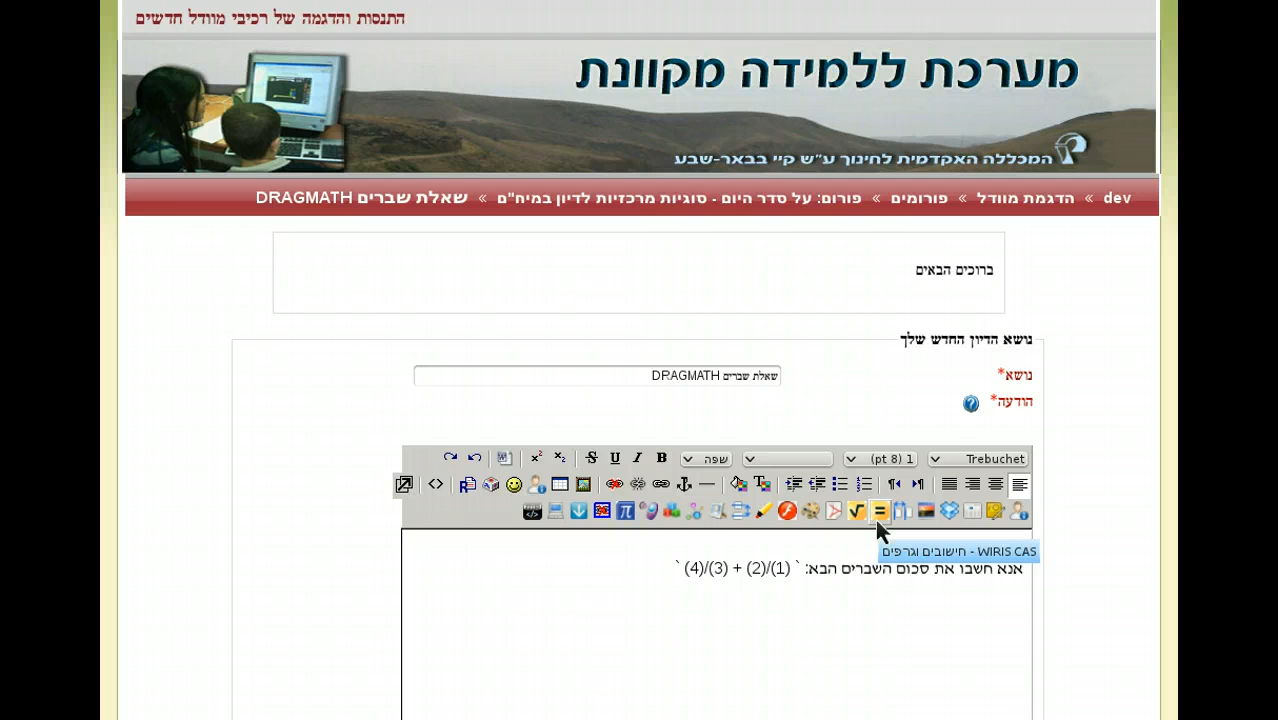 התנסות והדגמה של רכיבי מוודל חדשים
מערכת ללמידה מקוונת
המכללה האקדמית לחינוך ע"ש קיי בבאר-שבע
dev » הדגמת מוודל » פורומים » פורום: על סדר היום - סוגיות מרכזיות לדיון במיח"ם » שאלת שברים DRAGMATH
ברוכים הבאים
נושא הדיון החדש שלך
נושא* שאלת שברים DRAGMATH
הודעה*
Trebuchet 1 (8 pt) שפה
WIRIS CAS - חישובים וגרפים
אנא חשבו את סכום השברים הבא: ` (1)/(2) + (3)/(4) `